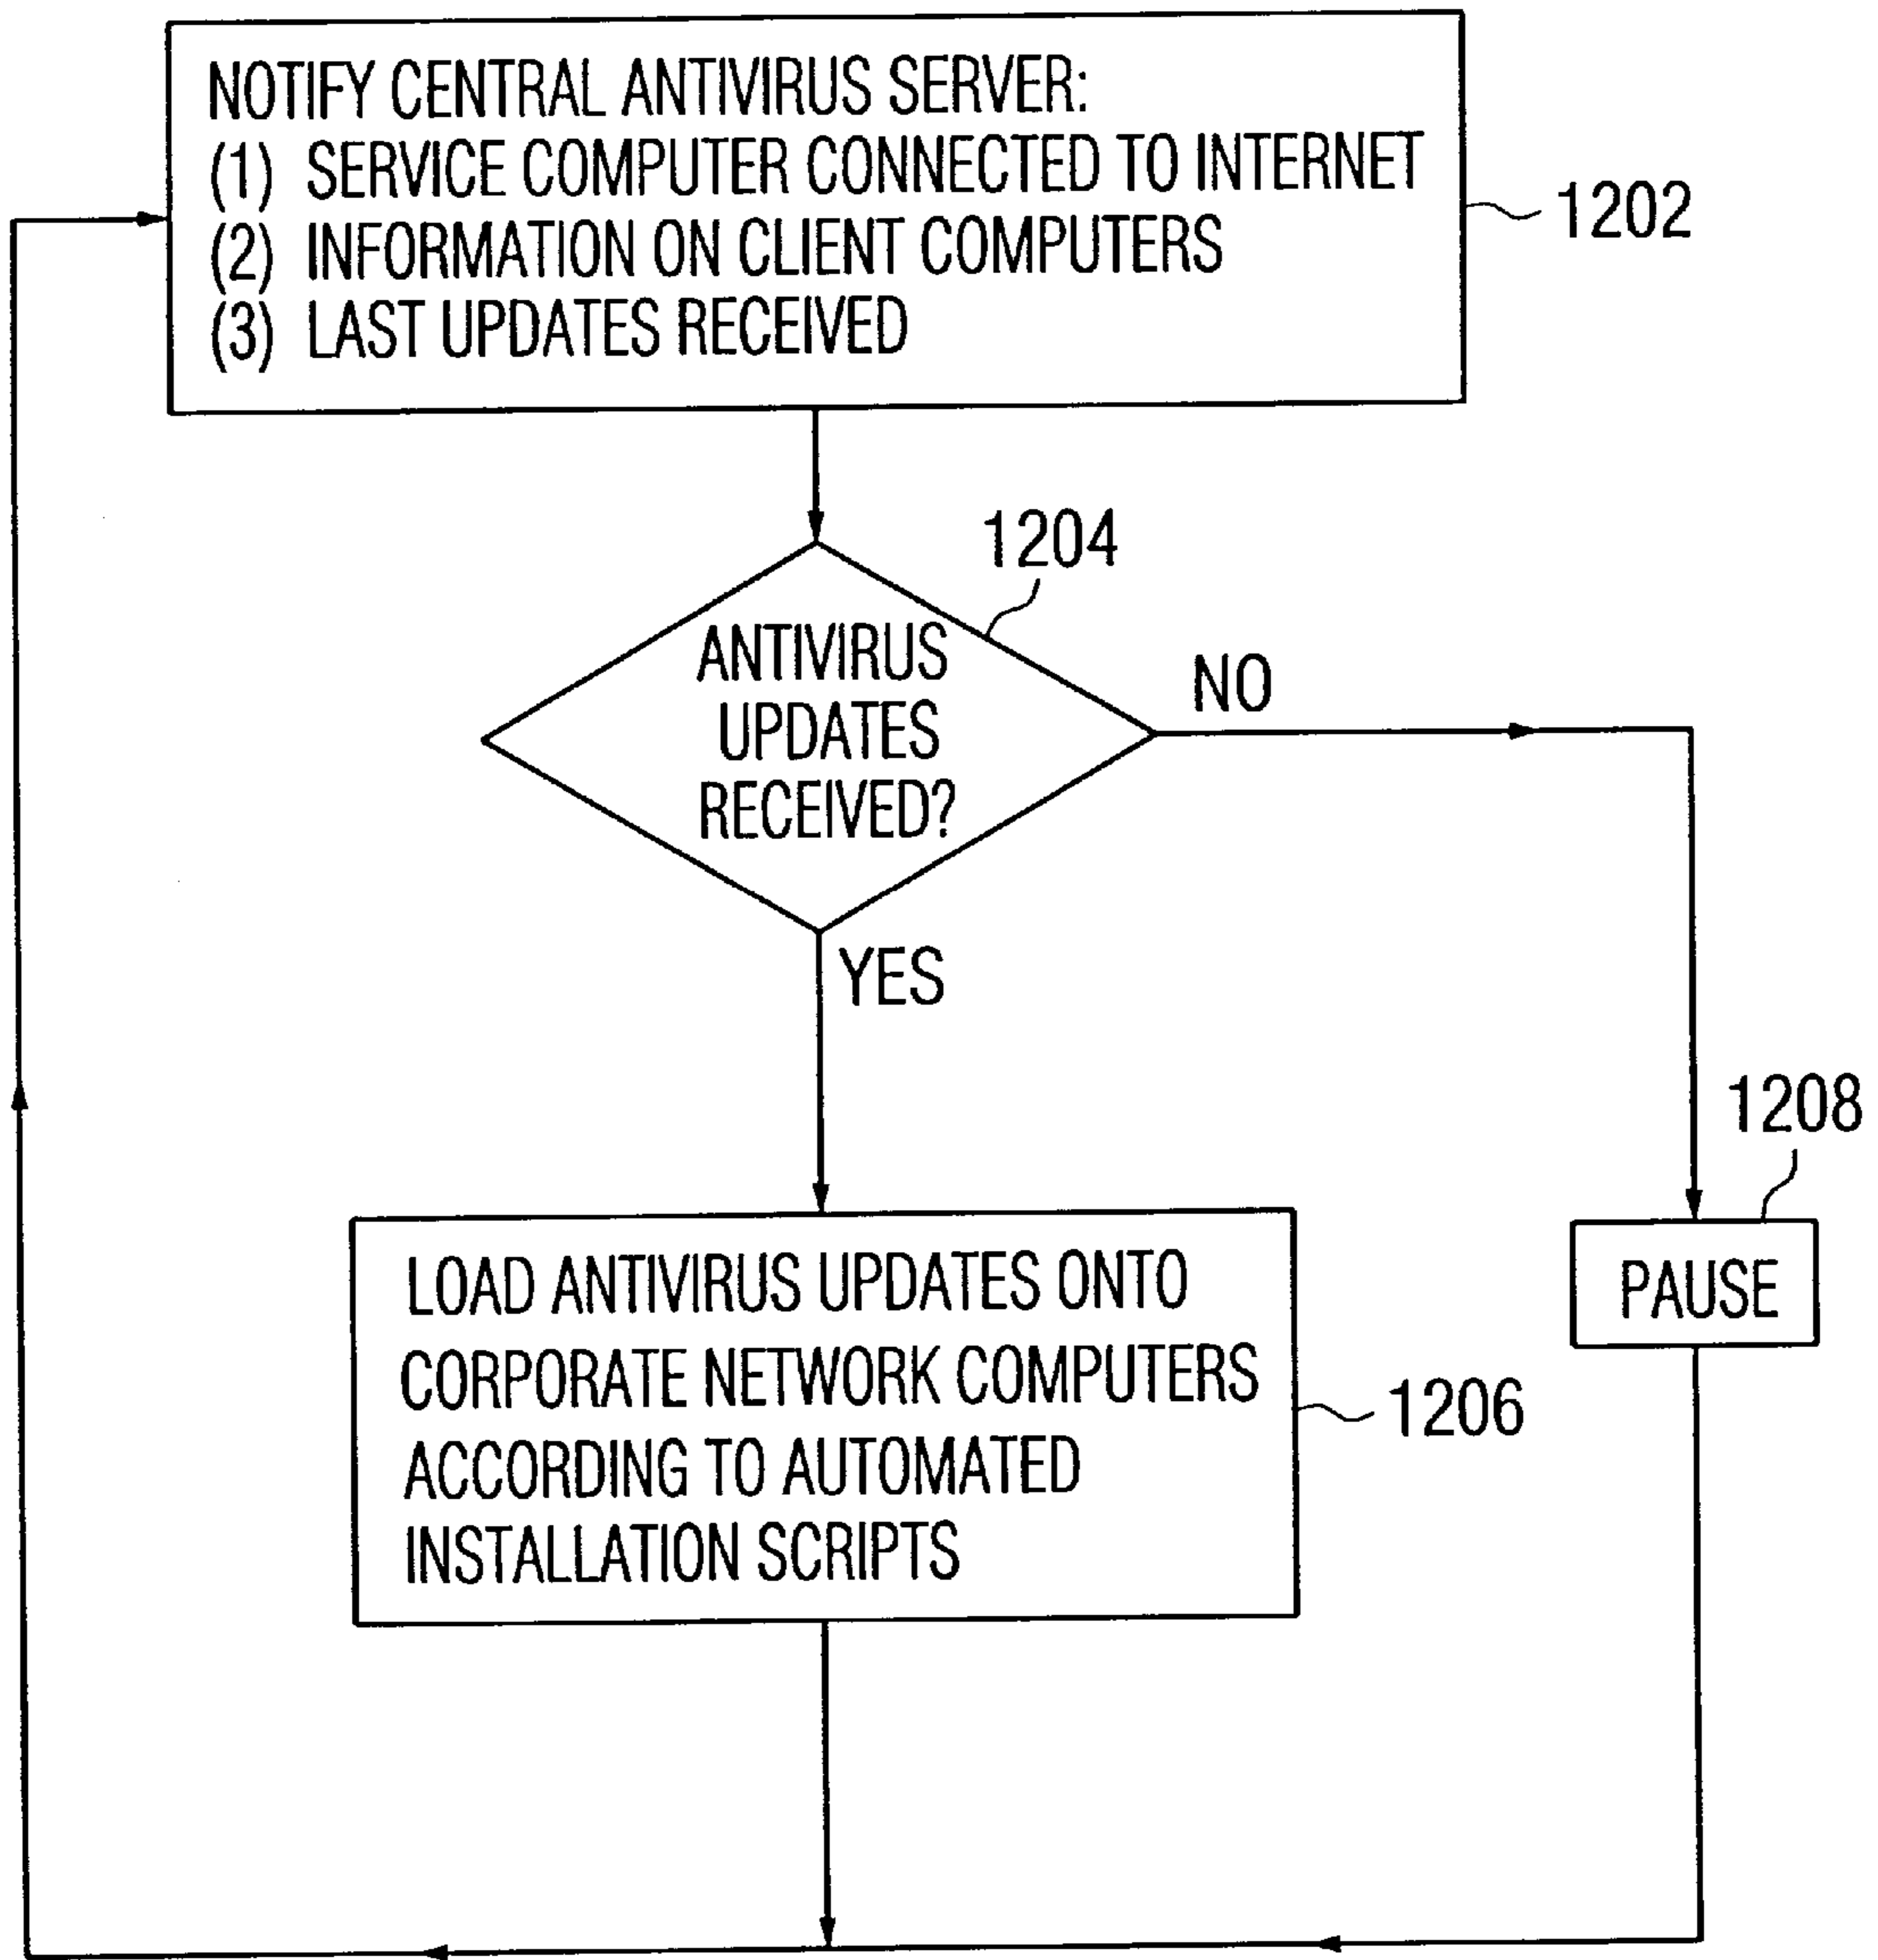 NOTIFY CENTRAL ANTIVIRUS SERVER:
(1) SERVICE COMPUTER CONNECTED TO INTERNET
(2) INFORMATION ON CLIENT COMPUTERS
(3) LAST UPDATES RECEIVED
1202
1204
ANTIVIRUS
UPDATES
RECEIVED?
NO
YES
1208
PAUSE
LOAD ANTIVIRUS UPDATES ONTO
CORPORATE NETWORK COMPUTERS
ACCORDING TO AUTOMATED
INSTALLATION SCRIPTS
1206